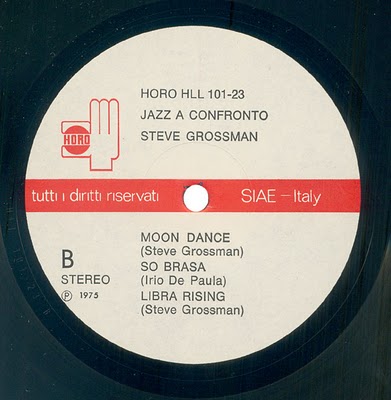 HORO HLL 101-23
JAZZ A CONFRONTO
STEVE GROSSMAN
HORO
tutti i diritti riservati SIAE – Italy
B
STEREO
Ⓟ 1975
MOON DANCE
(Steve Grossman)
SO BRASA
(Irio De Paula)
LIBRA RISING
(Steve Grossman)